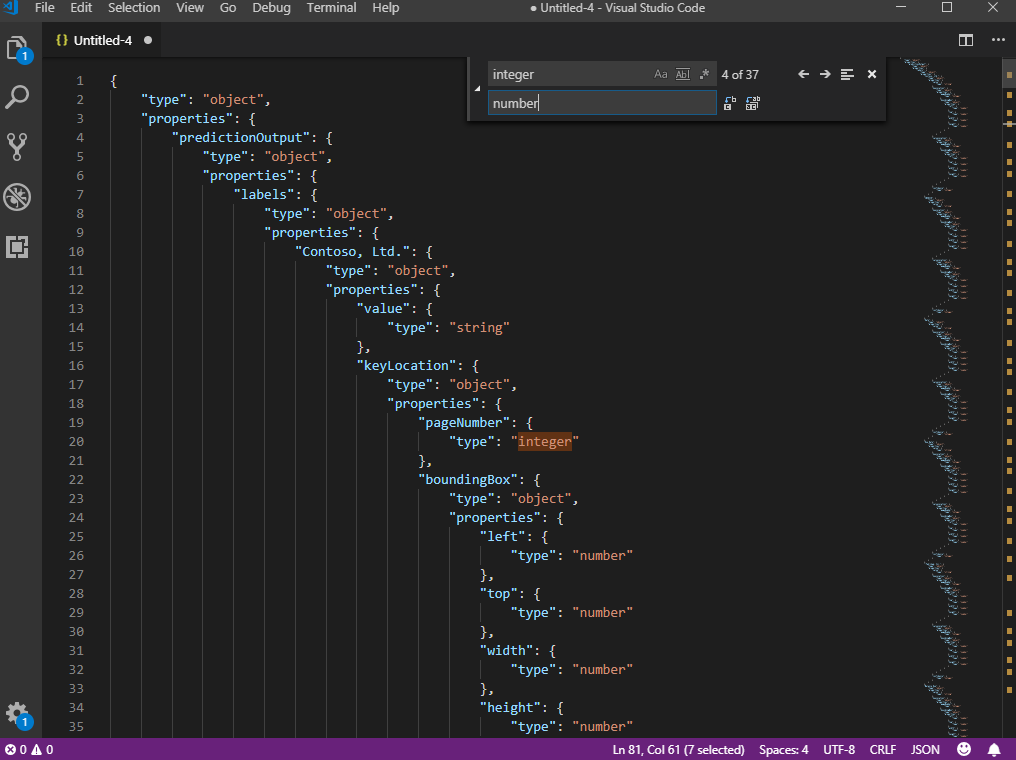 File Edit Selection View Go Debug Terminal Help ● Untitled-4 - Visual Studio Code
1
{} Untitled-4 ●
integer Aa Abl .* 4 of 37
number
1 {
2 "type": "object",
3 "properties": {
4 "predictionOutput": {
5 "type": "object",
6 "properties": {
7 "labels": {
8 "type": "object",
9 "properties": {
10 "Contoso, Ltd.": {
11 "type": "object",
12 "properties": {
13 "value": {
14 "type": "string"
15 },
16 "keyLocation": {
17 "type": "object",
18 "properties": {
19 "pageNumber": {
20 "type": "integer"
21 },
22 "boundingBox": {
23 "type": "object",
24 "properties": {
25 "left": {
26 "type": "number"
27 },
28 "top": {
29 "type": "number"
30 },
31 "width": {
32 "type": "number"
33 },
34 "height": {
35 "type": "number"
1
0 0 Ln 81, Col 61 (7 selected) Spaces: 4 UTF-8 CRLF JSON